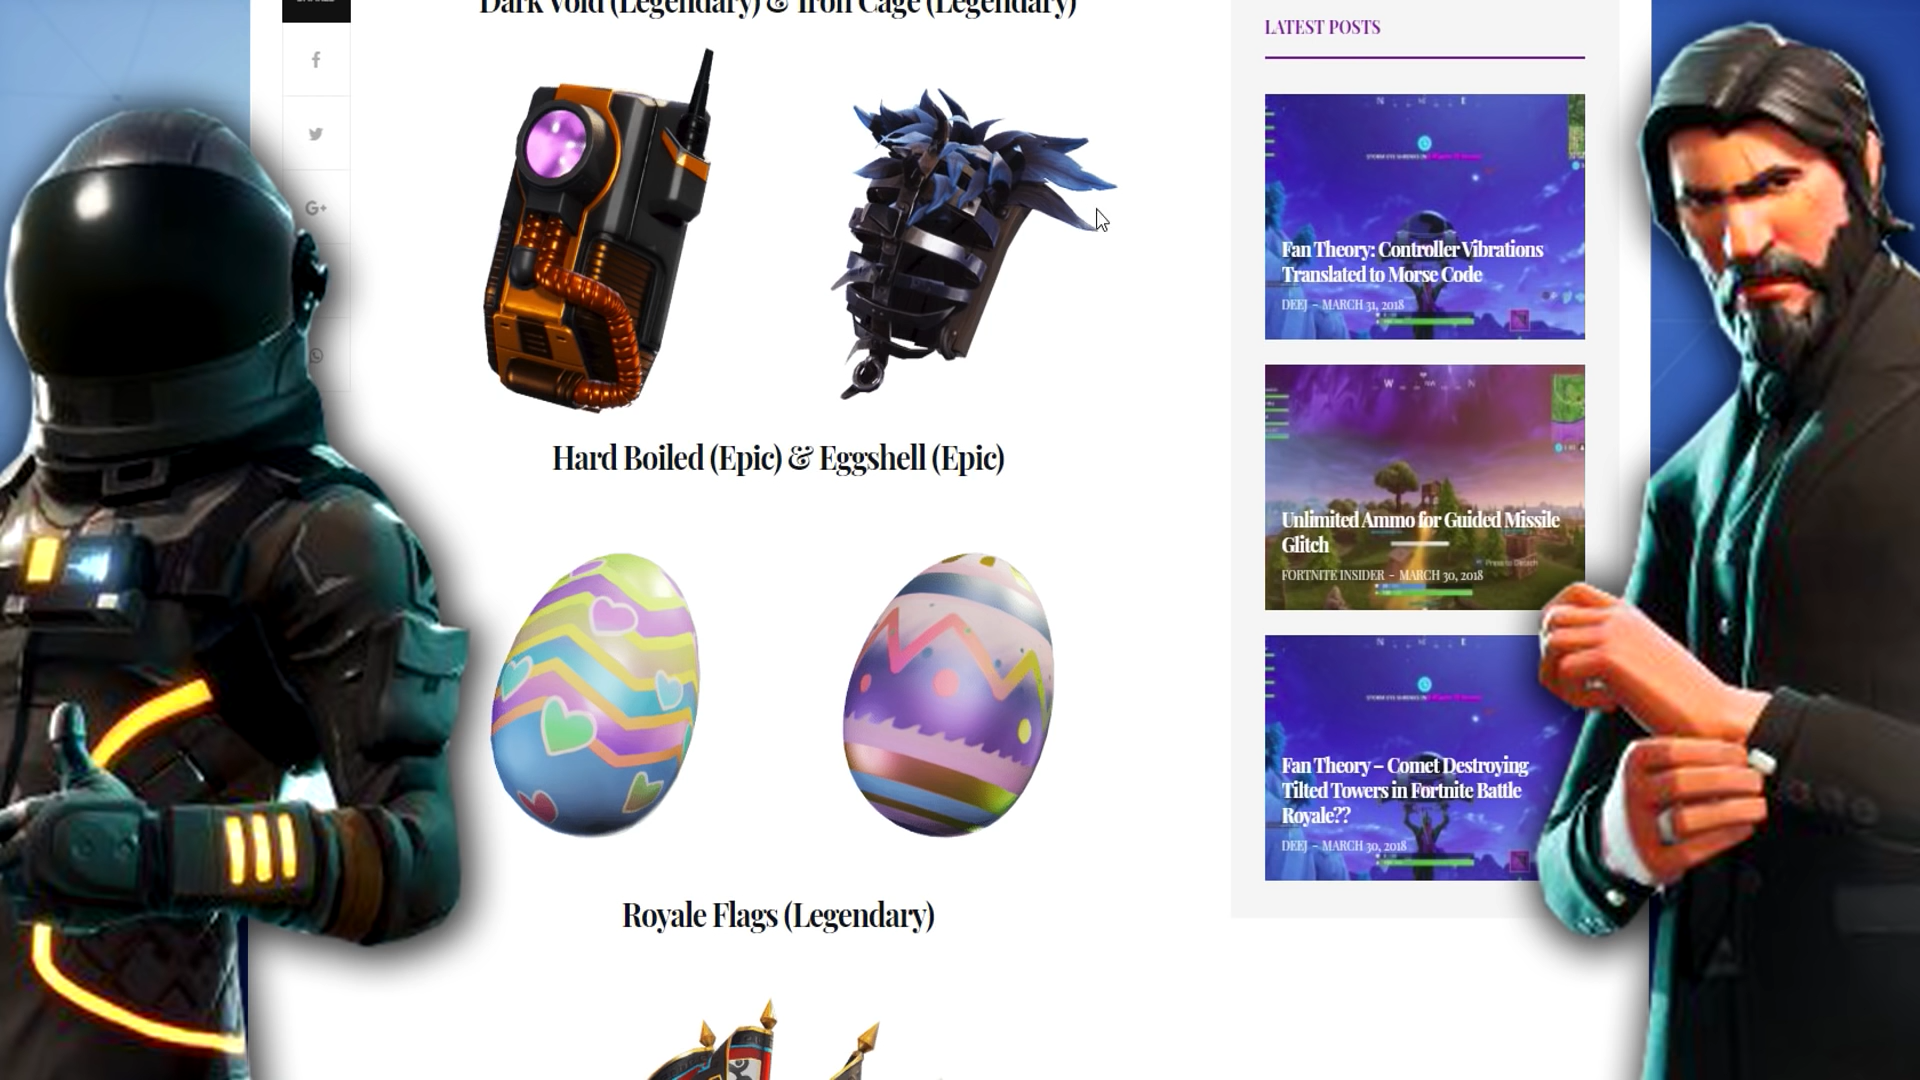 Dark Void (Legendary) & Iron Cage (Legendary)
G+
Hard Boiled (Epic) & Eggshell (Epic)
Royale Flags (Legendary)
LATEST POSTS
N
E
Fan Theory: Controller Vibrations
Translated to Morse Code
DEEJ - MARCH 31, 2018
W
N
Unlimited Ammo for Guided Missile
Glitch
FORTNITE INSIDER - MARCH 30, 2018
N
E
Fan Theory – Comet Destroying
Tilted Towers in Fortnite Battle
Royale??
DEEJ - MARCH 30, 2018